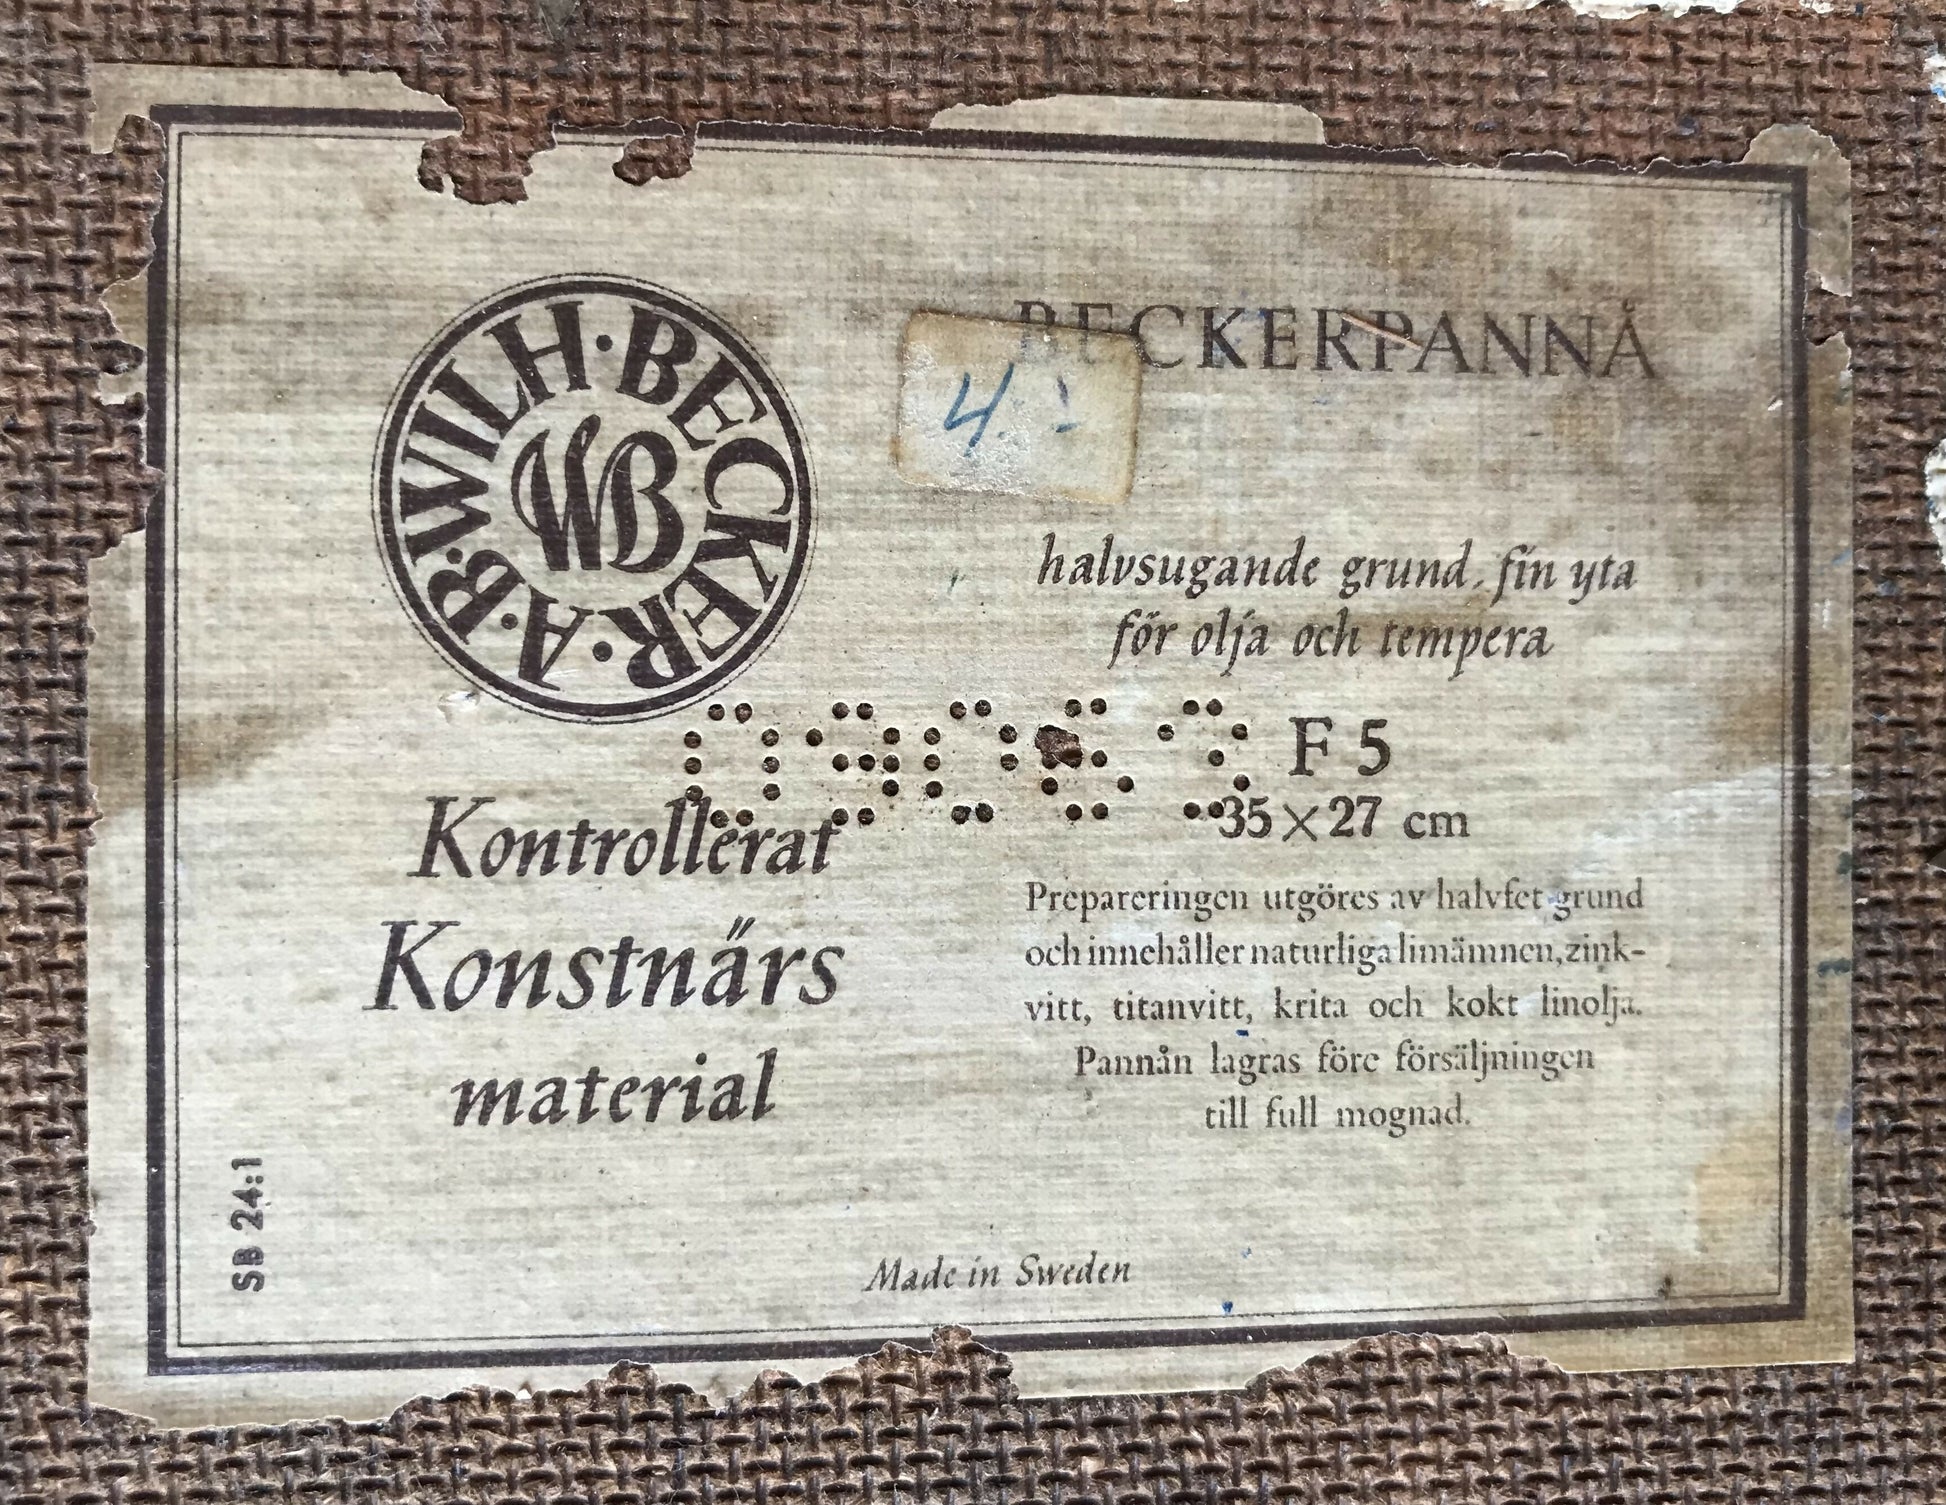 A.B. WILH·BECKER·
WB
BECKERPANNÅ
4:-
halvsugande grund, fin yta
för olja och tempera
F 5
35×27 cm
Kontrollerat
Konstnärs
material
Prepareringen utgöres av halvfet grund
och innehåller naturliga limämnen, zink-
vitt, titanvitt, krita och kokt linolja.
Pannån lagras före försäljningen
till full mognad.
SB 24:1
Made in Sweden